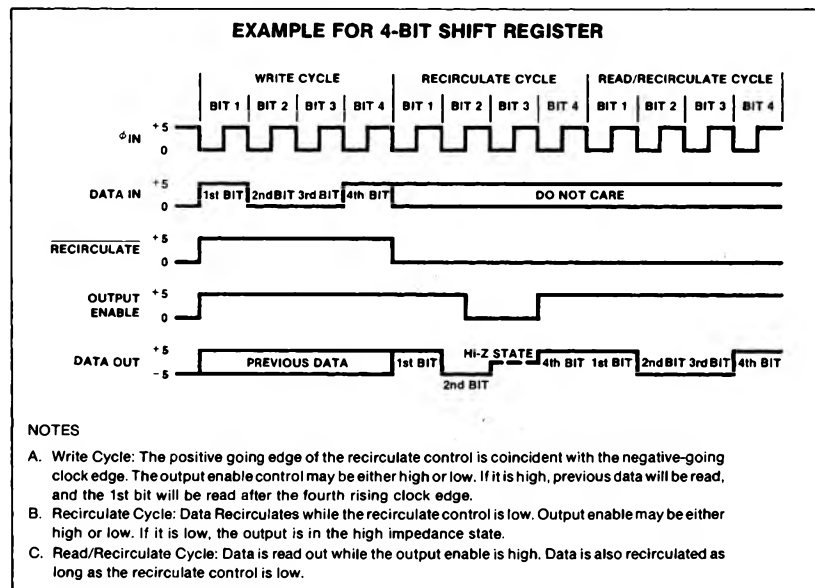 EXAMPLE FOR 4-BIT SHIFT REGISTER
WRITE CYCLE RECIRCULATE CYCLE READ/RECIRCULATE CYCLE
BIT 1 BIT 2 BIT 3 BIT 4 BIT 1 BIT 2 BIT 3 BIT 4 BIT 1 BIT 2 BIT 3 BIT 4
ϕIN +5 0
DATA IN +5 0 1st BIT 2nd BIT 3rd BIT 4th BIT DO NOT CARE
RECIRCULATE +5 0
OUTPUT ENABLE +5 0
DATA OUT +5 -5 PREVIOUS DATA 1st BIT 2nd BIT Hi-Z STATE 4th BIT 1st BIT 2nd BIT 3rd BIT 4th BIT
NOTES
A. Write Cycle: The positive going edge of the recirculate control is coincident with the negative-going
clock edge. The output enable control may be either high or low. If it is high, previous data will be read,
and the 1st bit will be read after the fourth rising clock edge.
B. Recirculate Cycle: Data Recirculates while the recirculate control is low. Output enable may be either
high or low. If it is low, the output is in the high impedance state.
C. Read/Recirculate Cycle: Data is read out while the output enable is high. Data is also recirculated as
long as the recirculate control is low.